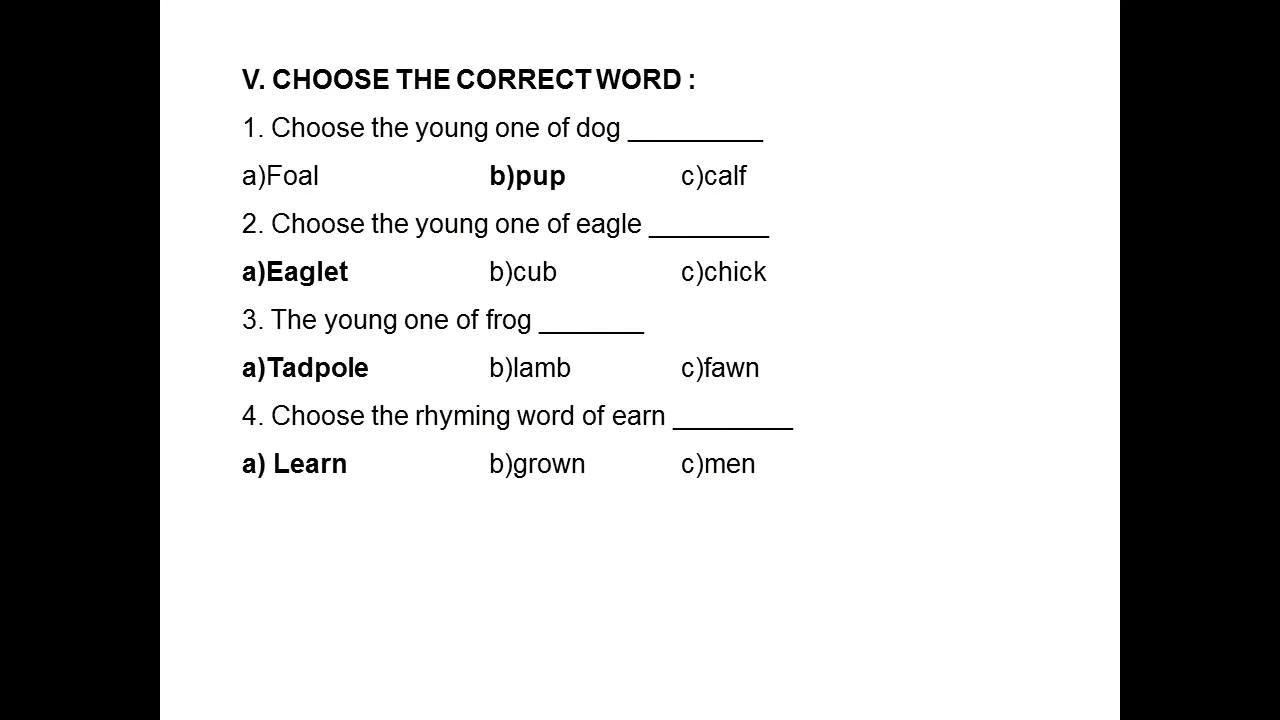 V. CHOOSE THE CORRECT WORD :
1. Choose the young one of dog _________
a)Foal b)pup c)calf
2. Choose the young one of eagle ________
a)Eaglet b)cub c)chick
3. The young one of frog _______
a)Tadpole b)lamb c)fawn
4. Choose the rhyming word of earn ________
a) Learn b)grown c)men